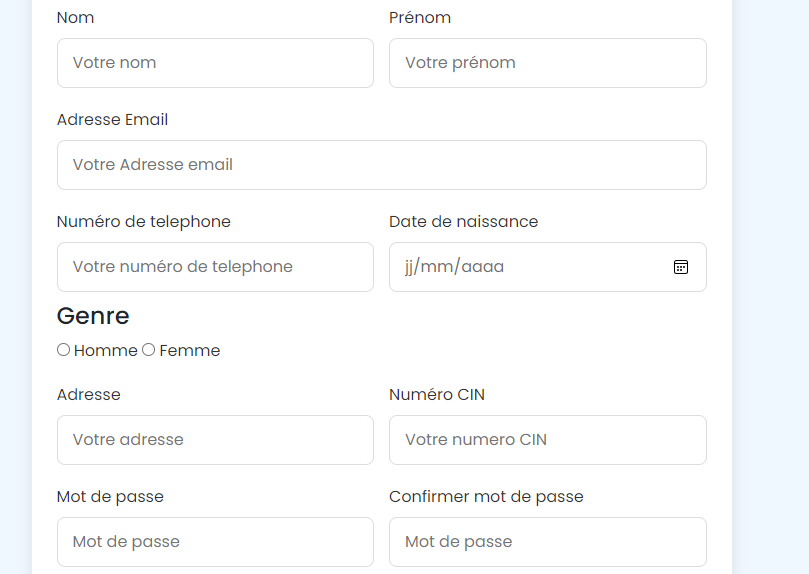 Nom Prénom
Votre nom Votre prénom
Adresse Email
Votre Adresse email
Numéro de telephone Date de naissance
Votre numéro de telephone jj/mm/aaaa
Genre
Homme Femme
Adresse Numéro CIN
Votre adresse Votre numero CIN
Mot de passe Confirmer mot de passe
Mot de passe Mot de passe